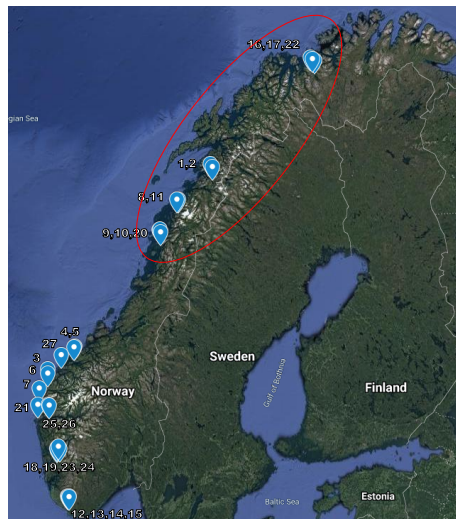 16,17,22
egian Sea
1,2
8,11
9,10,20
4,5
27
3
6
7
21
25,26
18,19,23,24
12,13,14,15
Norway
Sweden
Finland
Gulf of Bothnia
Baltic Sea
Estonia